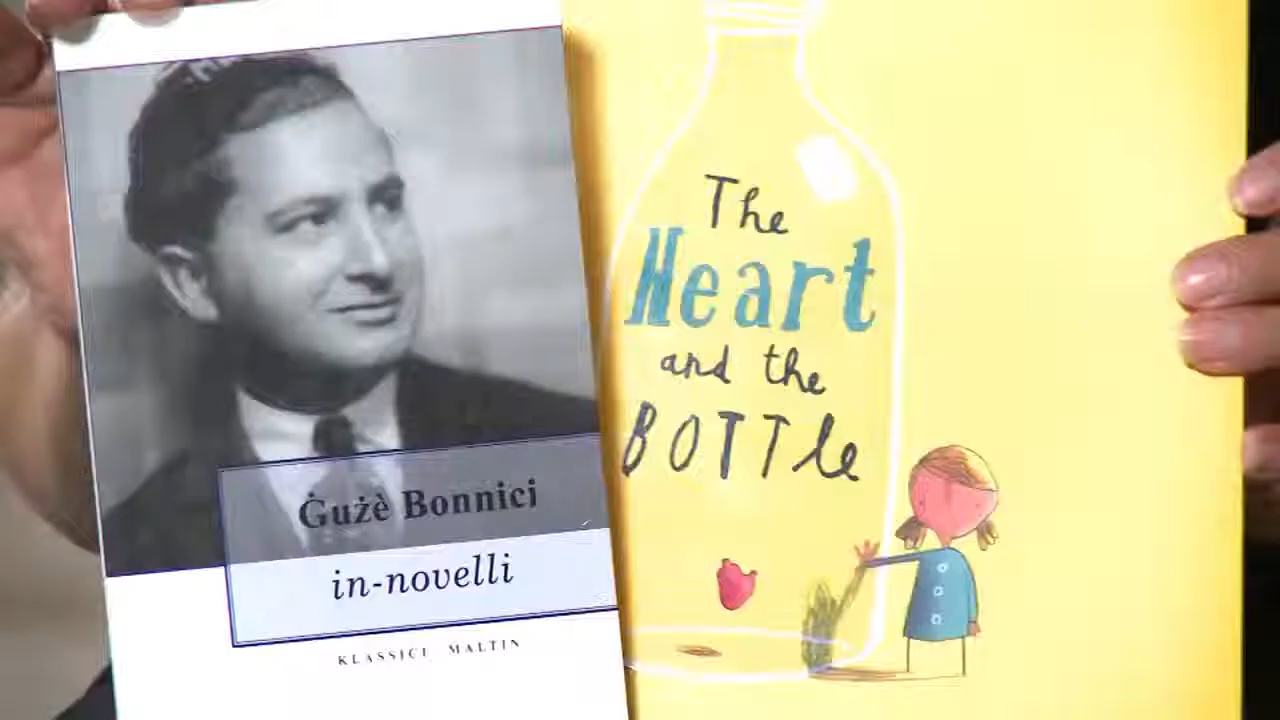 Ġużè Bonnici
in-novelli
KLASSIĊI MALTIN
The
Heart
and the
BOTTle